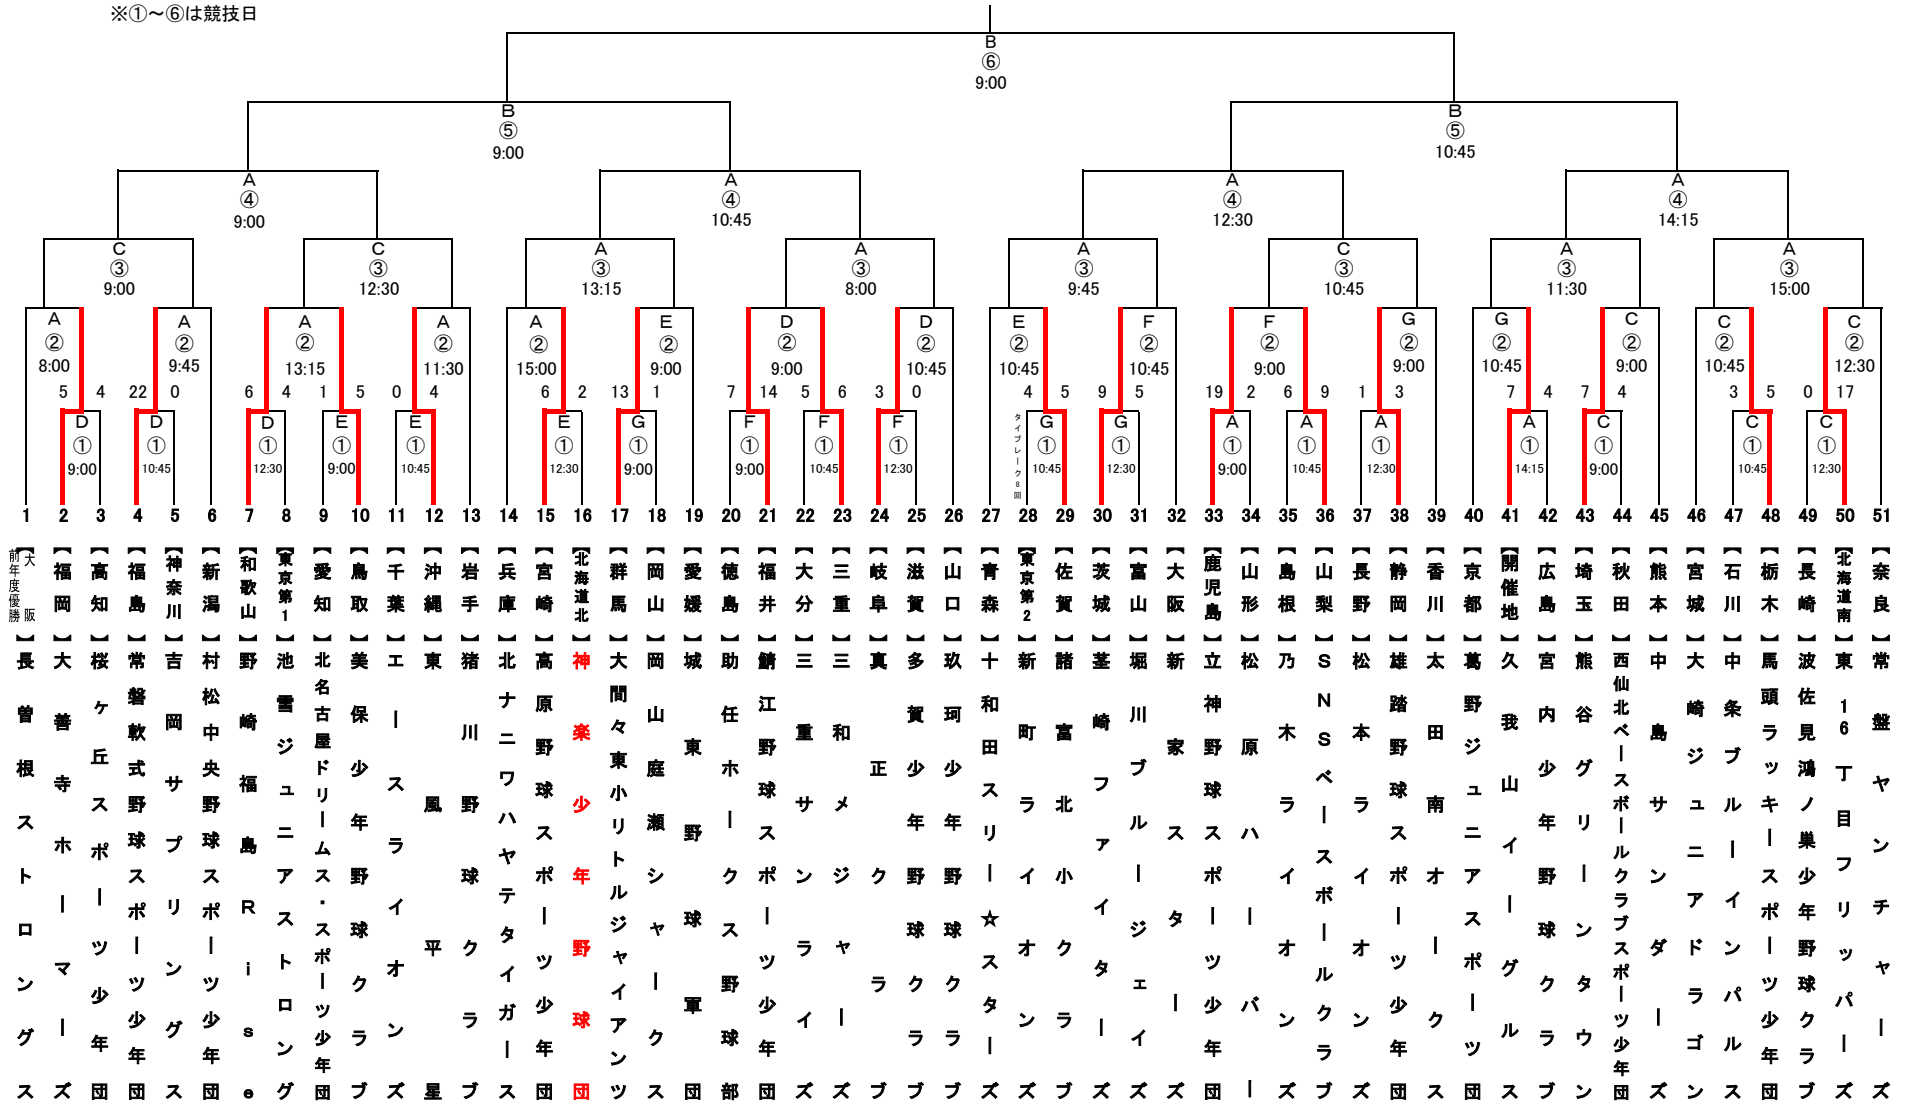 ※①～⑥は競技日
B
⑥
9:00
B
⑤
9:00
B
⑤
10:45
A
④
9:00
A
④
10:45
A
④
12:30
A
④
14:15
C
③
9:00
C
③
12:30
A
③
13:15
A
③
8:00
A
③
9:45
C
③
10:45
A
③
11:30
A
③
15:00
A
②
8:00
A
②
9:45
A
②
13:15
A
②
11:30
A
②
15:00
E
②
9:00
D
②
9:00
D
②
10:45
E
②
10:45
F
②
10:45
F
②
9:00
G
②
9:00
G
②
10:45
C
②
9:00
C
②
10:45
C
②
12:30
5 4 22 0 6 4 1 5 0 4 6 2 13 1 7 14 5 6 3 0 4 5 9 5 19 2 6 9 1 3 7 4 7 4 3 5 0 17
D
①
9:00
D
①
10:45
D
①
12:30
E
①
9:00
E
①
10:45
E
①
12:30
G
①
9:00
F
①
9:00
F
①
10:45
F
①
12:30
タイブレーク8回
G
①
10:45
G
①
12:30
A
①
9:00
A
①
10:45
A
①
12:30
A
①
14:15
C
①
9:00
C
①
10:45
C
①
12:30
1 【前年度優勝 大阪】 長曽根ストロングス
2 【福岡】 大善寺ホーマーズ
3 【高知】 桜ヶ丘スポーツ少年団
4 【福島】 常磐軟式野球スポーツ少年団
5 【神奈川】 吉岡サプリングス
6 【新潟】 村松中央野球スポーツ少年団
7 【和歌山】 野崎福島Rise
8 【東京第1】 池雪ジュニアストロング
9 【愛知】 北名古屋ドリームス・スポーツ少年団
10 【鳥取】 美保少年野球クラブ
11 【千葉】 エースライオンズ
12 【沖縄】 東風平星
13 【岩手】 猪川野球クラブ
14 【兵庫】 北ナニワハヤテタイガース
15 【宮崎】 高原野球スポーツ少年団
16 【北海道北】 神楽少年野球団
17 【群馬】 大間々東小リトルジャイアンツ
18 【岡山】 岡山庭瀬シャークス
19 【愛媛】 城東野球軍団
20 【徳島】 助任ホークス野球部
21 【福井】 鯖江野球スポーツ少年団
22 【大分】 三重サンライズ
23 【三重】 三和メジャーズ
24 【岐阜】 真正クラブ
25 【滋賀】 多賀少年野球クラブ
26 【山口】 玖珂少年野球クラブ
27 【青森】 十和田スリー☆スターズ
28 【東京第2】 新町ライオンズ
29 【佐賀】 諸富北小クラブ
30 【茨城】 茎崎ファイターズ
31 【富山】 堀川ブルージェイズ
32 【大阪】 新家スターズ
33 【鹿児島】 立神野球スポーツ少年団
34 【山形】 松原ハーバー
35 【島根】 乃木ライオンズ
36 【山梨】 SNSベースボールクラブ
37 【長野】 松本ライオンズ
38 【静岡】 雄踏野球スポーツ少年団
39 【香川】 太田南オークス
40 【京都】 葛野ジュニアスポーツ団
41 【開催地】 久我山イーグルス
42 【広島】 宮内少年野球クラブ
43 【埼玉】 熊谷グリーンタウン
44 【秋田】 西仙北ベースボールクラブスポーツ少年団
45 【熊本】 中島サンダーズ
46 【宮城】 大崎ジュニアドラゴン
47 【石川】 中条ブルーインパルス
48 【栃木】 馬頭ラッキースポーツ少年団
49 【長崎】 波佐見鴻ノ巣少年野球クラブ
50 【北海道南】 東16丁目フリッパーズ
51 【奈良】 常盤ヤンチャーズ